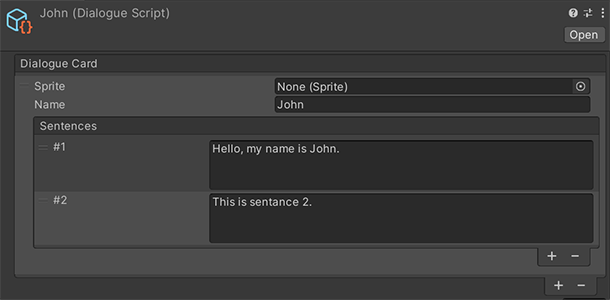 John (Dialogue Script)
Open
Dialogue Card
Sprite None (Sprite)
Name John
Sentences
#1 Hello, my name is John.
#2 This is sentance 2.